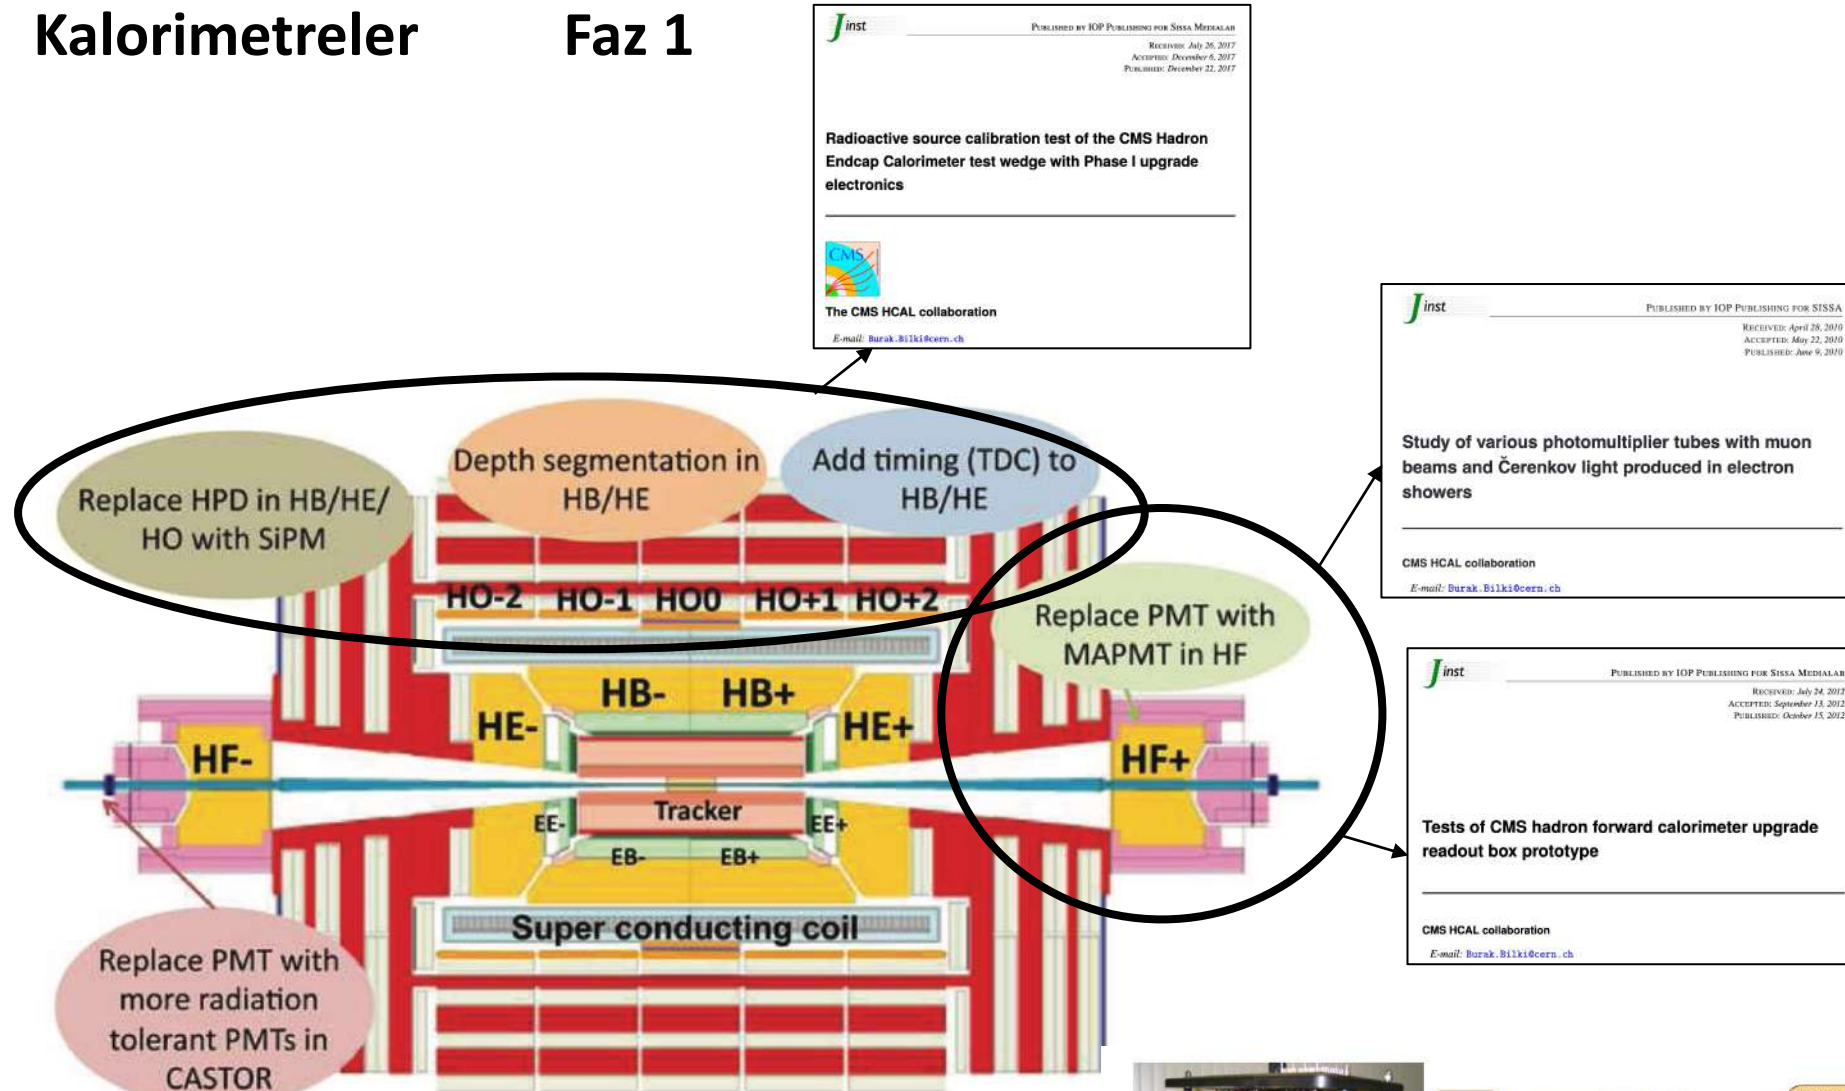 Kalorimetreler Faz 1
Jinst
PUBLISHED BY IOP PUBLISHING FOR SISSA MEDIALAB
RECEIVED: July 26, 2017
ACCEPTED: December 6, 2017
PUBLISHED: December 22, 2017
Radioactive source calibration test of the CMS Hadron
Endcap Calorimeter test wedge with Phase I upgrade
electronics
CMS
The CMS HCAL collaboration
E-mail: Burak.Bilki@cern.ch
Jinst
PUBLISHED BY IOP PUBLISHING FOR SISSA
RECEIVED: April 28, 2010
ACCEPTED: May 22, 2010
PUBLISHED: June 9, 2010
Study of various photomultiplier tubes with muon
beams and Čerenkov light produced in electron
showers
CMS HCAL collaboration
E-mail: Burak.Bilki@cern.ch
Jinst
PUBLISHED BY IOP PUBLISHING FOR SISSA MEDIALAB
RECEIVED: July 24, 2012
ACCEPTED: September 13, 2012
PUBLISHED: October 15, 2012
Tests of CMS hadron forward calorimeter upgrade
readout box prototype
CMS HCAL collaboration
E-mail: Burak.Bilki@cern.ch
Replace HPD in HB/HE/
HO with SiPM
Depth segmentation in
HB/HE
Add timing (TDC) to
HB/HE
Replace PMT with
MAPMT in HF
HO-2 HO-1 HO0 HO+1 HO+2
HB- HB+
HE- HE+
HF- HF+
Tracker
EE- EE+
EB- EB+
Super conducting coil
Replace PMT with
more radiation
tolerant PMTs in
CASTOR